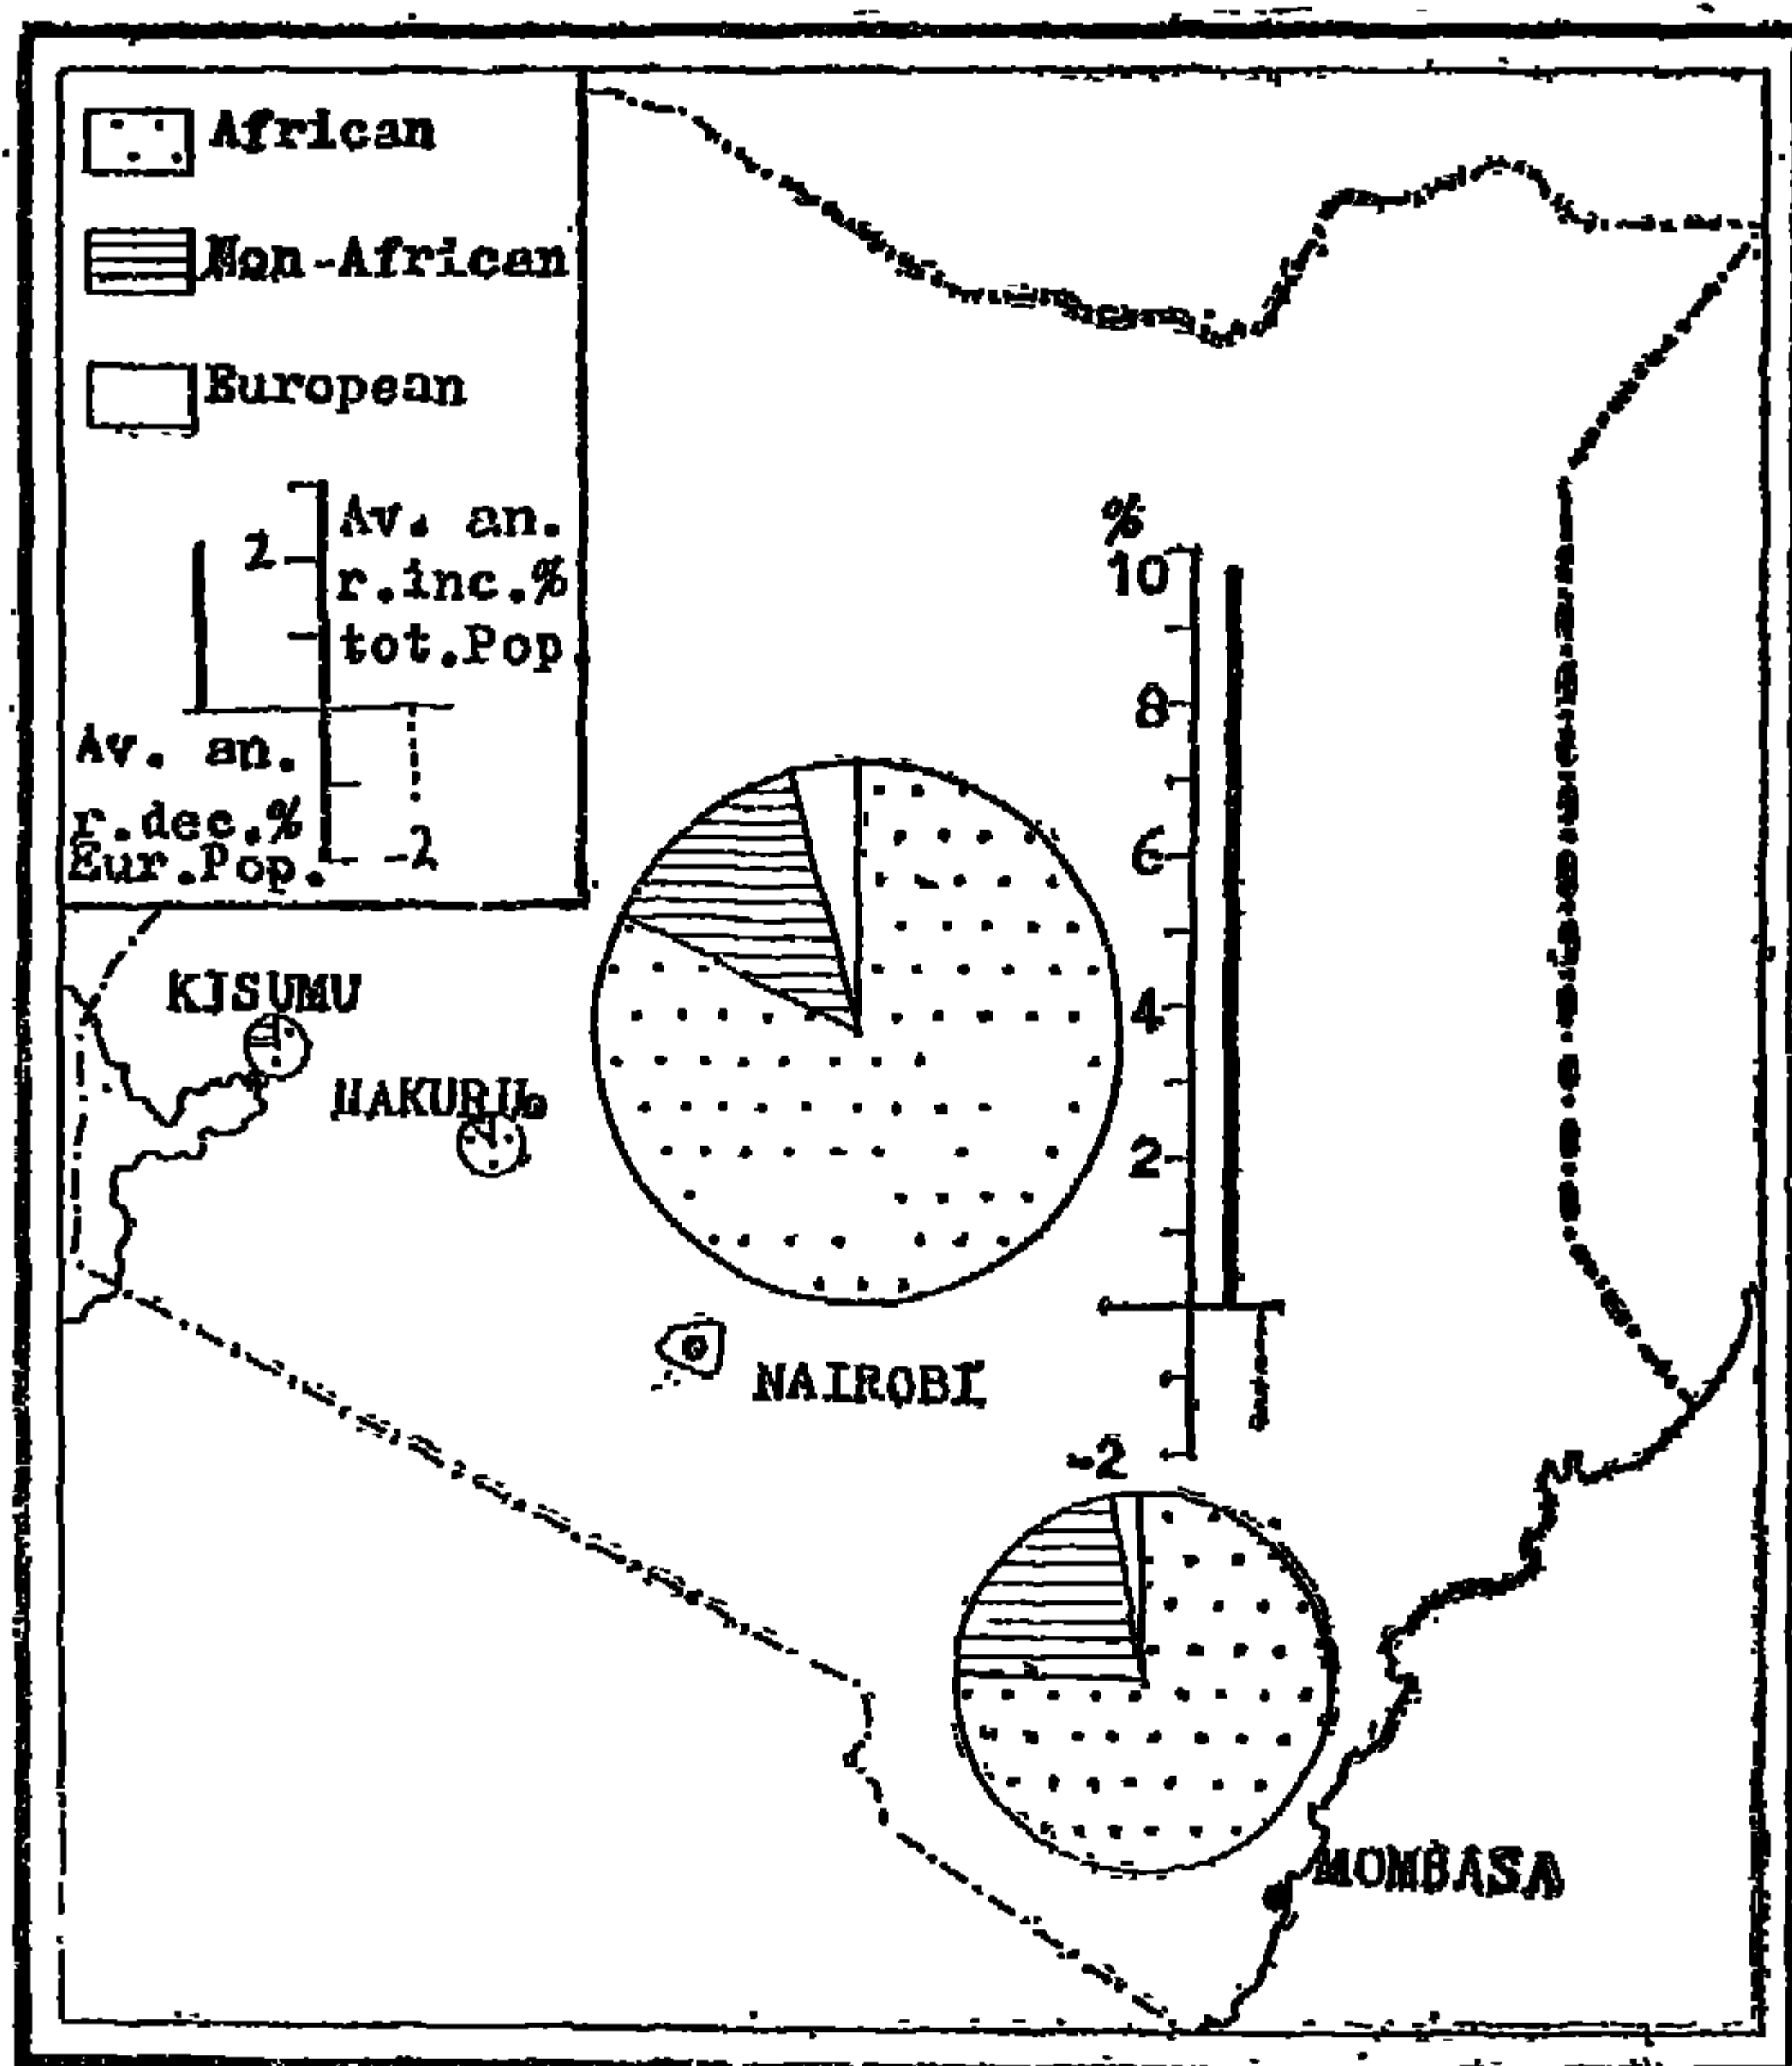 African
Non-African
European
2
Av. an.
r.inc.%
tot.Pop
Av. an.
r.dec.%
Eur.Pop.
-2
%
10
8
6
4
2
-2
KISUMU
NAKURU
NAIROBI
MOMBASA